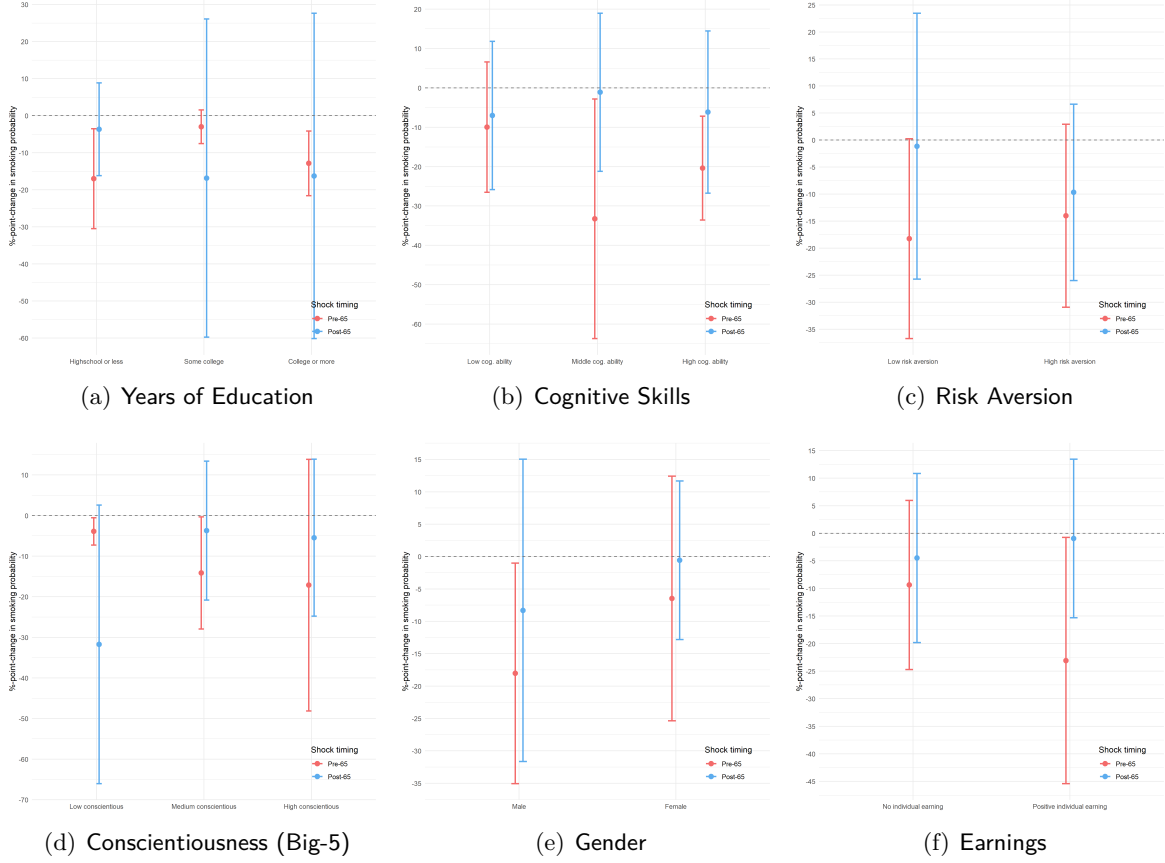 %-point-change in smoking probability
30
20
10
0
-10
-20
-30
-40
-50
-60
Shock timing
Pre-65
Post-65
Highschool or less Some college College or more
(a) Years of Education
%-point-change in smoking probability
20
10
0
-10
-20
-30
-40
-50
-60
Shock timing
Pre-65
Post-65
Low cog. ability Middle cog. ability High cog. ability
(b) Cognitive Skills
%-point-change in smoking probability
25
20
15
10
5
0
-5
-10
-15
-20
-25
-30
-35
Shock timing
Pre-65
Post-65
Low risk aversion High risk aversion
(c) Risk Aversion
%-point-change in smoking probability
10
0
-10
-20
-30
-40
-50
-60
-70
Shock timing
Pre-65
Post-65
Low conscientious Medium conscientious High conscientious
(d) Conscientiousness (Big-5)
%-point-change in smoking probability
15
10
5
0
-5
-10
-15
-20
-25
-30
-35
Shock timing
Pre-65
Post-65
Male Female
(e) Gender
%-point-change in smoking probability
15
10
5
0
-5
-10
-15
-20
-25
-30
-35
-40
-45
Shock timing
Pre-65
Post-65
No individual earning Positive individual earning
(f) Earnings